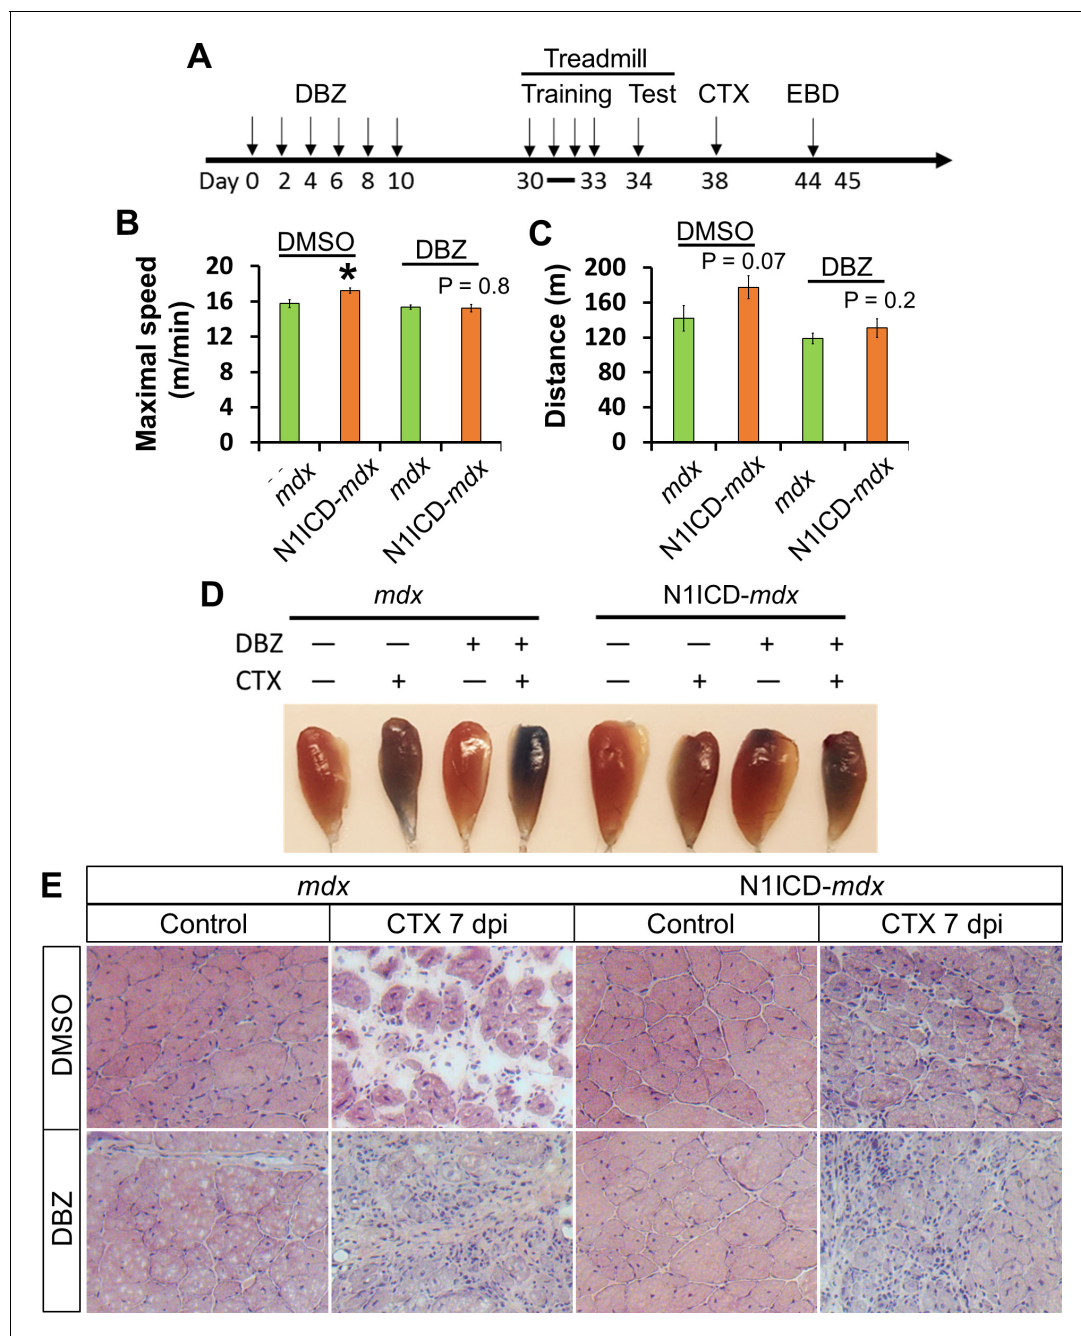 A
Treadmill
DBZ Training Test CTX EBD
Day 0 2 4 6 8 10 30 33 34 38 44 45
B
DMSO
DBZ
*
P = 0.8
Maximal speed
(m/min)
20
16
12
8
4
0
mdx
N1ICD-mdx
mdx
N1ICD-mdx
C
DMSO
P = 0.07
DBZ
P = 0.2
Distance (m)
200
160
120
80
40
0
mdx
N1ICD-mdx
mdx
N1ICD-mdx
D
mdx N1ICD-mdx
DBZ — — + + — — + +
CTX — + — + — + — +
E
mdx N1ICD-mdx
Control CTX 7 dpi Control CTX 7 dpi
DMSO
DBZ